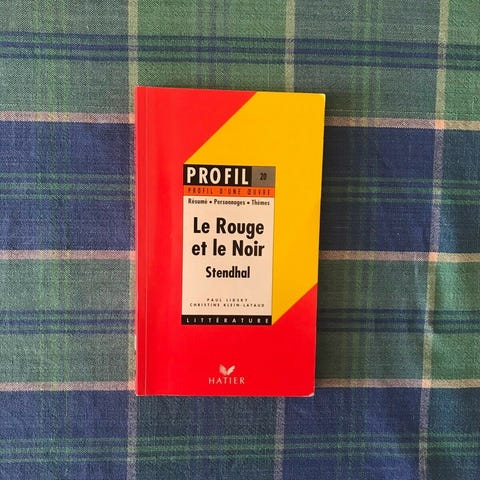 PROFIL 20
PROFIL D'UNE ŒUVRE
Résumé • Personnages • Thèmes
Le Rouge
et le Noir
Stendhal
PAUL LIDSKY
CHRISTINE KLEIN-LATAUD
LITTÉRATURE
HATIER